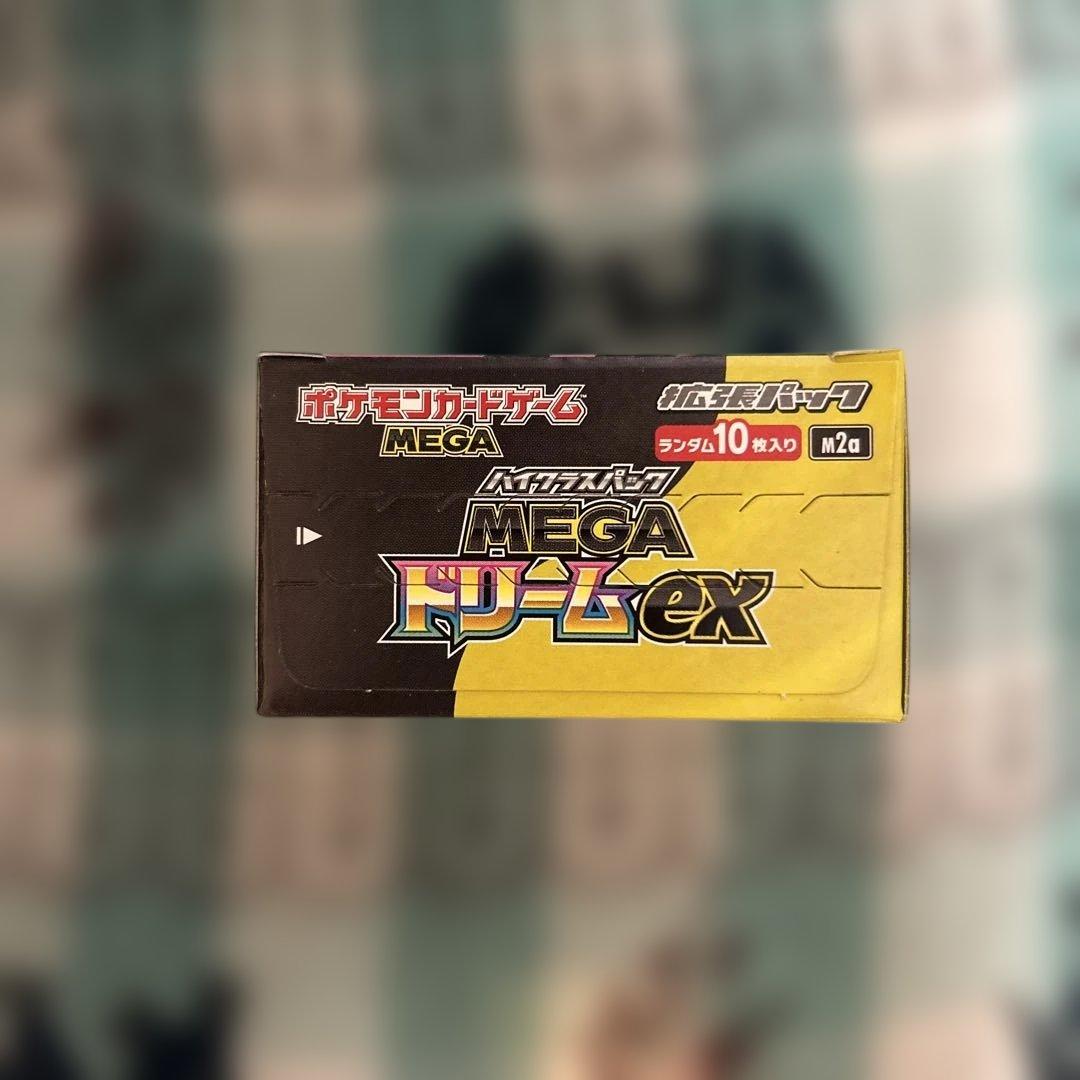 ポケモンカードゲーム
MEGA
拡張パック
ランダム10枚入り
M2a
ハイクラスパック
MEGA
ドリームex